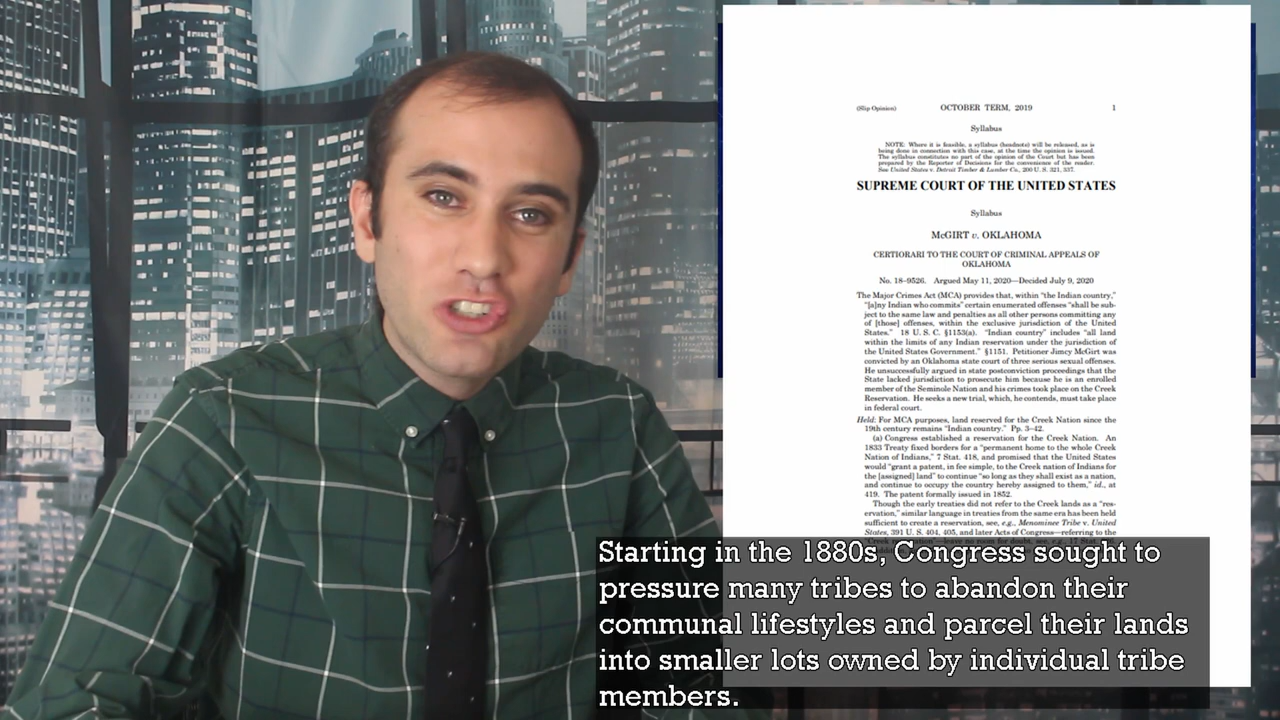 (Slip Opinion) OCTOBER TERM, 2019 1
Syllabus
NOTE: Where it is feasible, a syllabus (headnote) will be released, as is
being done in connection with this case, at the time the opinion is issued.
The syllabus constitutes no part of the opinion of the Court but has been
prepared by the Reporter of Decisions for the convenience of the reader.
See United States v. Detroit Timber & Lumber Co., 200 U. S. 321, 337.
SUPREME COURT OF THE UNITED STATES
Syllabus
McGIRT v. OKLAHOMA
CERTIORARI TO THE COURT OF CRIMINAL APPEALS OF
OKLAHOMA
No. 18–9526. Argued May 11, 2020—Decided July 9, 2020
The Major Crimes Act (MCA) provides that, within “the Indian country,”
“[a]ny Indian who commits” certain enumerated offenses “shall be sub-
ject to the same law and penalties as all other persons committing any
of [those] offenses, within the exclusive jurisdiction of the United
States.” 18 U. S. C. §1153(a). “Indian country” includes “all land
within the limits of any Indian reservation under the jurisdiction of
the United States Government.” §1151. Petitioner Jimcy McGirt was
convicted by an Oklahoma state court of three serious sexual offenses.
He unsuccessfully argued in state postconviction proceedings that the
State lacked jurisdiction to prosecute him because he is an enrolled
member of the Seminole Nation and his crimes took place on the Creek
Reservation. He seeks a new trial, which, he contends, must take place
in federal court.
Held: For MCA purposes, land reserved for the Creek Nation since the
19th century remains “Indian country.” Pp. 3–42.
(a) Congress established a reservation for the Creek Nation. An
1833 Treaty fixed borders for a “permanent home to the whole Creek
Nation of Indians,” 7 Stat. 418, and promised that the United States
would “grant a patent, in fee simple, to the Creek nation of Indians for
the [assigned] land” to continue “so long as they shall exist as a nation,
and continue to occupy the country hereby assigned to them,” id., at
419. The patent formally issued in 1852.
Though the early treaties did not refer to the Creek lands as a “res-
ervation,” similar language in treaties from the same era has been held
sufficient to create a reservation, see, e.g., Menominee Tribe v. United
States, 391 U. S. 404, 405, and later Acts of Congress—referring to the
Starting in the 1880s, Congress sought to
pressure many tribes to abandon their
communal lifestyles and parcel their lands
into smaller lots owned by individual tribe
members.